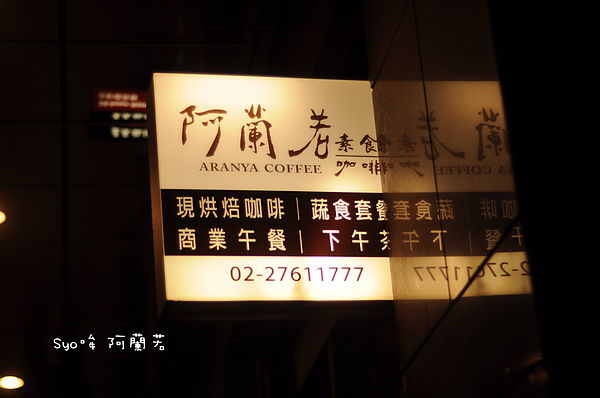 阿蘭若 素食
咖啡
ARANYA COFFEE
現烘焙咖啡|蔬食套餐
商業午餐|下午茶
02-27611777
Syo哞 阿蘭若